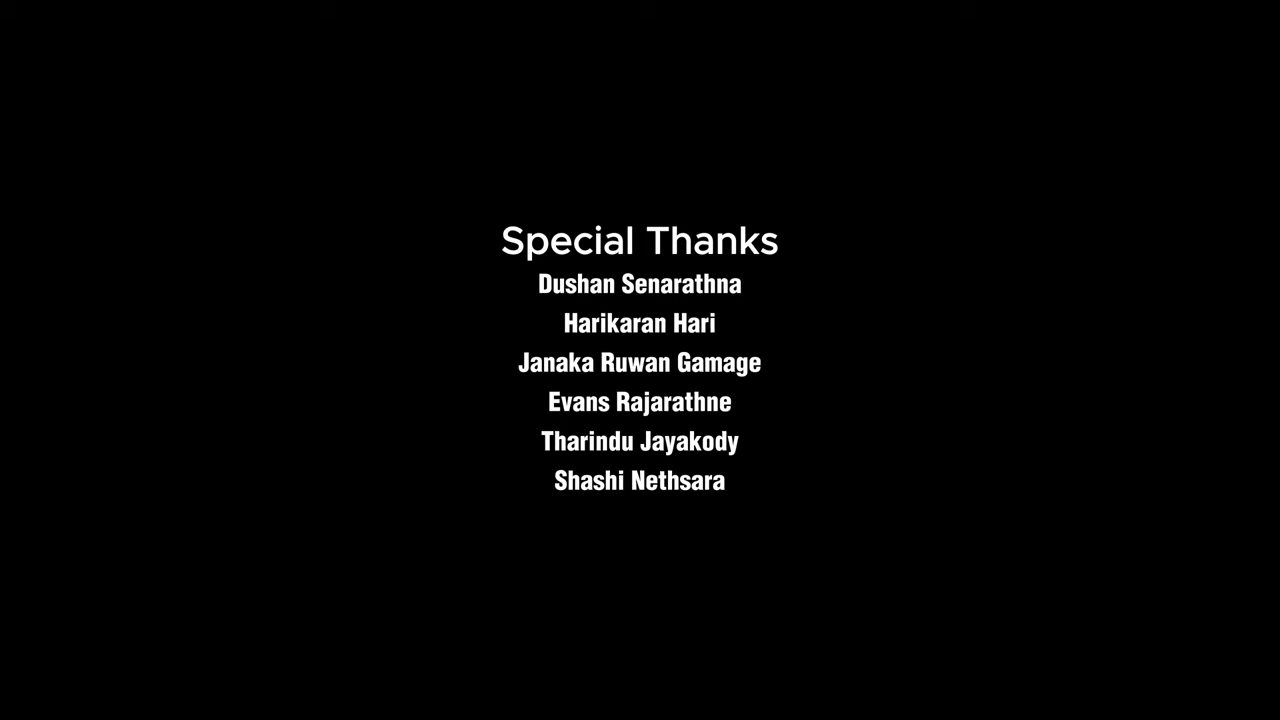 Special Thanks
Dushan Senarathna
Harikaran Hari
Janaka Ruwan Gamage
Evans Rajarathne
Tharindu Jayakody
Shashi Nethsara